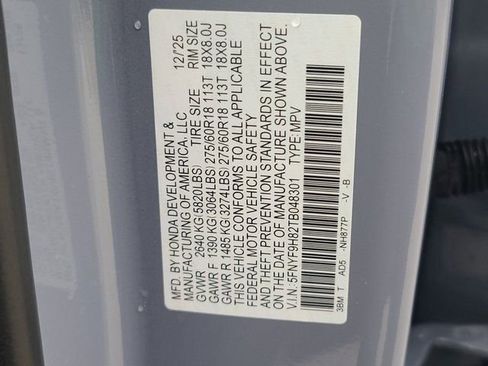 MFD. BY HONDA DEVELOPMENT & 12/25
MANUFACTURING OF AMERICA, LLC
GVWR 2640 KG(5820LBS) TIRE SIZE RIM SIZE
GAWR F 1390 KG(3064LBS) 275/60R18 113T 18X8.0J
GAWR R 1485 KG(3274LBS) 275/60R18 113T 18X8.0J
THIS VEHICLE CONFORMS TO ALL APPLICABLE
FEDERAL MOTOR VEHICLE SAFETY
AND THEFT PREVENTION STANDARDS IN EFFECT
ON THE DATE OF MANUFACTURE SHOWN ABOVE.
V.I.N. 5FNYF9H82TB048301 TYPE:MPV
3BM T AD5 -NH877P -V -B